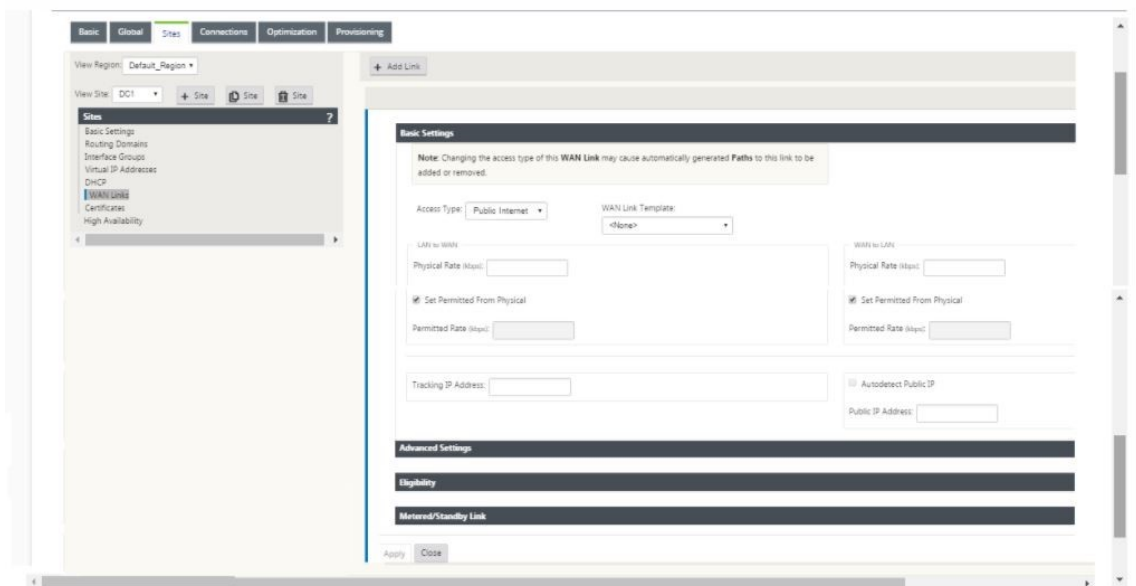 Basic Global Sites Connections Optimization Provisioning
View Region: Default_Region
+ Add Link
View Site: DC1 + Site Site Site
Sites ?
Basic Settings
Routing Domains
Interface Groups
Virtual IP Addresses
DHCP
WAN Links
Certificates
High Availability
Basic Settings
Note: Changing the access type of this WAN Link may cause automatically generated Paths to this link to be
added or removed.
Access Type: Public Internet
WAN Link Template:
<None>
LAN to WAN WAN to LAN
Physical Rate (kbps): Physical Rate (kbps):
Set Permitted From Physical Set Permitted From Physical
Permitted Rate (kbps): Permitted Rate (kbps):
Tracking IP Address: Autodetect Public IP
Public IP Address:
Advanced Settings
Eligibility
Metered/Standby Link
Apply Close